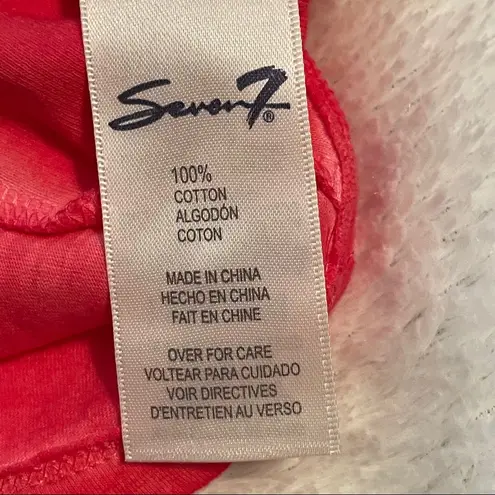 Seven7®
100%
COTTON
ALGODÓN
COTON
MADE IN CHINA
HECHO EN CHINA
FAIT EN CHINE
OVER FOR CARE
VOLTEAR PARA CUIDADO
VOIR DIRECTIVES
D'ENTRETIEN AU VERSO